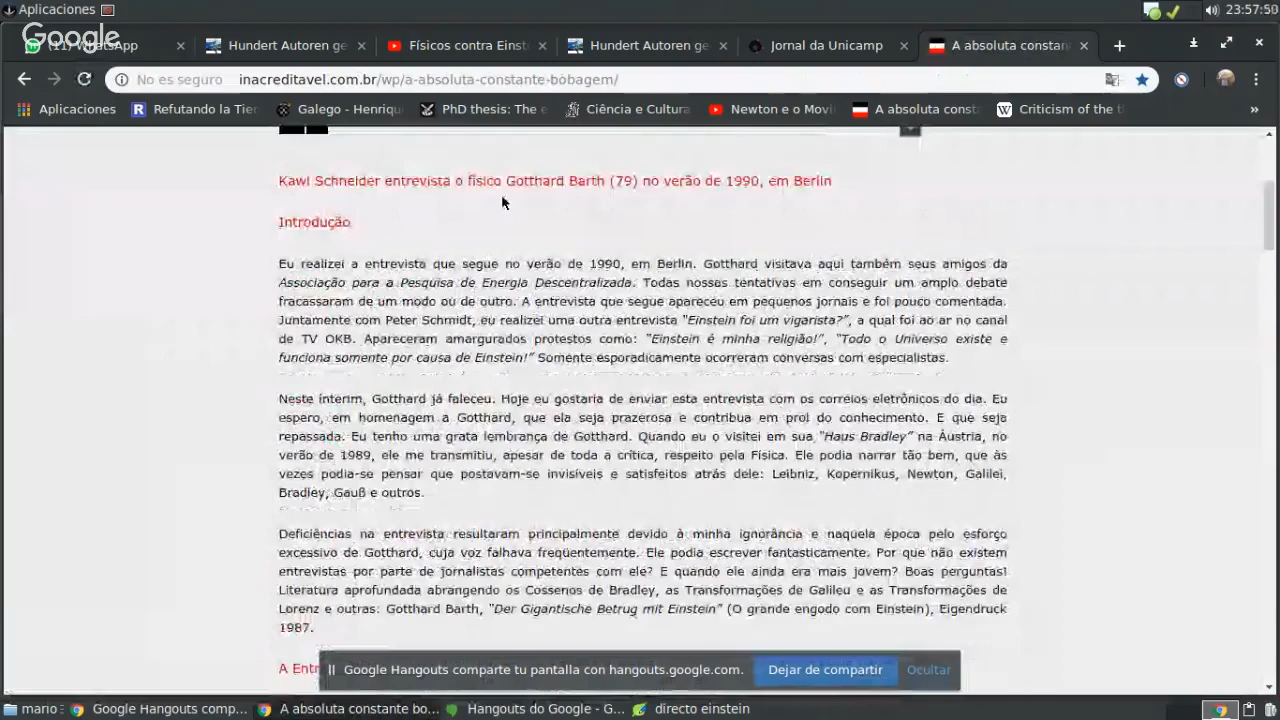 Aplicaciones
23:57:50
Google
(11) WhatsApp
Hundert Autoren ge
Físicos contra Einst
Hundert Autoren ge
Jornal da Unicamp
A absoluta constan
No es seguro
inacreditavel.com.br/wp/a-absoluta-constante-bobagem/
Aplicaciones
Refutando la Tie
Galego - Henriqu
PhD thesis: The e
Ciência e Cultura
Newton e o Movi
A absoluta const
Criticism of the t
»
Kawi Schneider entrevista o físico Gotthard Barth (79) no verão de 1990, em Berlin
Introdução
Eu realizei a entrevista que segue no verão de 1990, em Berlin. Gotthard visitava aqui também seus amigos da
Associação para a Pesquisa de Energia Descentralizada. Todas nossas tentativas em conseguir um amplo debate
fracassaram de um modo ou de outro. A entrevista que segue apareceu em pequenos jornais e foi pouco comentada.
Juntamente com Peter Schmidt, eu realizei uma outra entrevista "Einstein foi um vigarista?", a qual foi ao ar no canal
de TV OKB. Apareceram amargurados protestos como: "Einstein é minha religião!", "Todo o Universo existe e
funciona somente por causa de Einstein!" Somente esporadicamente ocorreram conversas com especialistas.
Neste ínterim, Gotthard já faleceu. Hoje eu gostaria de enviar esta entrevista com os correios eletrônicos do dia. Eu
espero, em homenagem a Gotthard, que ela seja prazerosa e contribua em prol do conhecimento. E que seja
repassada. Eu tenho uma grata lembrança de Gotthard. Quando eu o visitei em sua "Haus Bradley" na Áustria, no
verão de 1989, ele me transmitiu, apesar de toda a crítica, respeito pela Física. Ele podia narrar tão bem, que às
vezes podia-se pensar que postavam-se invisíveis e satisfeitos atrás dele: Leibniz, Kopernikus, Newton, Galilei,
Bradley, Gauß e outros.
Deficiências na entrevista resultaram principalmente devido à minha ignorância e naquela época pelo esforço
excessivo de Gotthard, cuja voz falhava freqüentemente. Ele podia escrever fantasticamente. Por que não existem
entrevistas por parte de jornalistas competentes com ele? E quando ele ainda era mais jovem? Boas perguntas!
Literatura aprofundada abrangendo os Cossenos de Bradley, as Transformações de Galileu e as Transformações de
Lorenz e outras: Gotthard Barth, "Der Gigantische Betrug mit Einstein" (O grande engodo com Einstein), Eigendruck
1987.
A Entr
Google Hangouts comparte tu pantalla con hangouts.google.com.
Dejar de compartir
Ocultar
mario
Google Hangouts comp...
A absoluta constante bo...
Hangouts do Google - G...
directo einstein